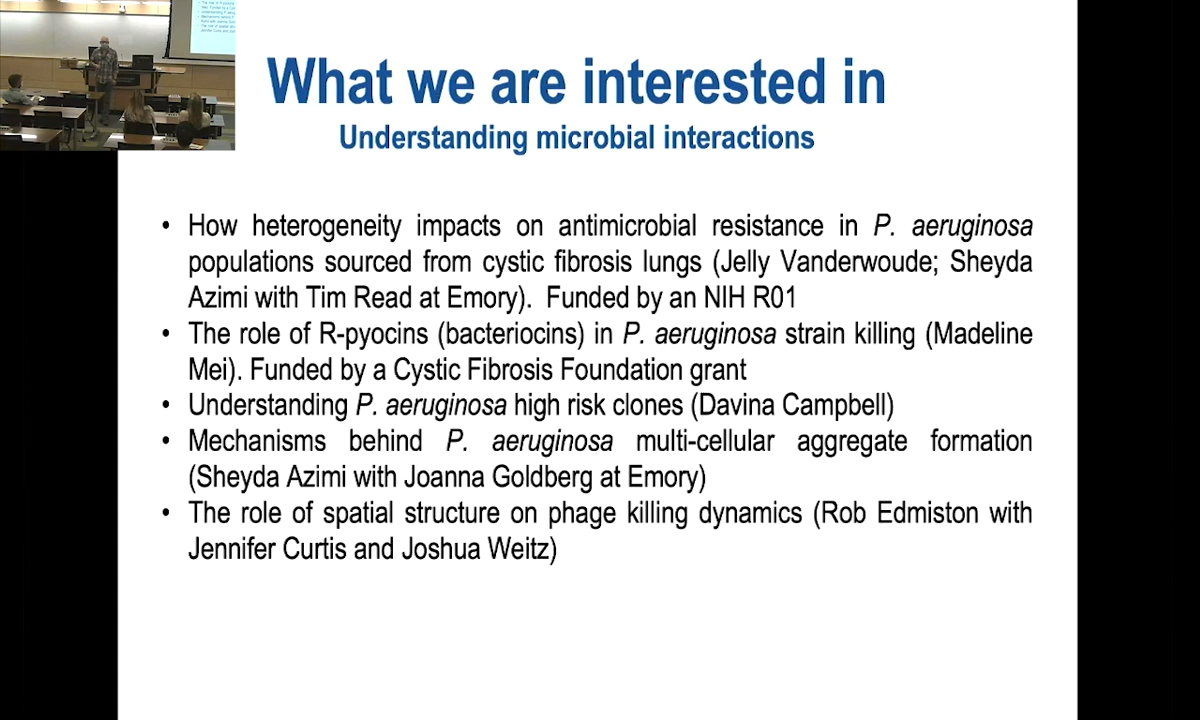 What we are interested in
Understanding microbial interactions
• How heterogeneity impacts on antimicrobial resistance in P. aeruginosa
populations sourced from cystic fibrosis lungs (Jelly Vanderwoude; Sheyda
Azimi with Tim Read at Emory). Funded by an NIH R01
• The role of R-pyocins (bacteriocins) in P. aeruginosa strain killing (Madeline
Mei). Funded by a Cystic Fibrosis Foundation grant
• Understanding P. aeruginosa high risk clones (Davina Campbell)
• Mechanisms behind P. aeruginosa multi-cellular aggregate formation
(Sheyda Azimi with Joanna Goldberg at Emory)
• The role of spatial structure on phage killing dynamics (Rob Edmiston with
Jennifer Curtis and Joshua Weitz)